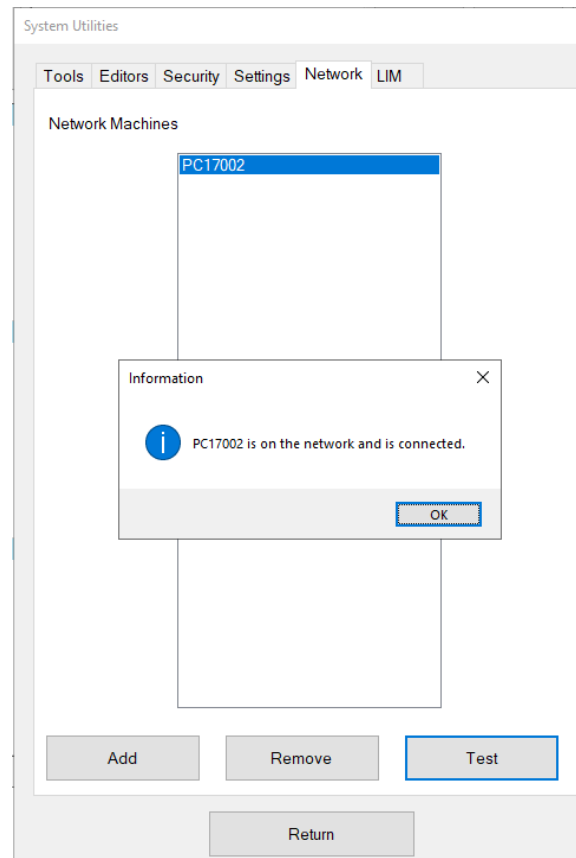 System Utilities
Tools Editors Security Settings Network LIM
Network Machines
PC17002
Information
PC17002 is on the network and is connected.
OK
Add Remove Test
Return